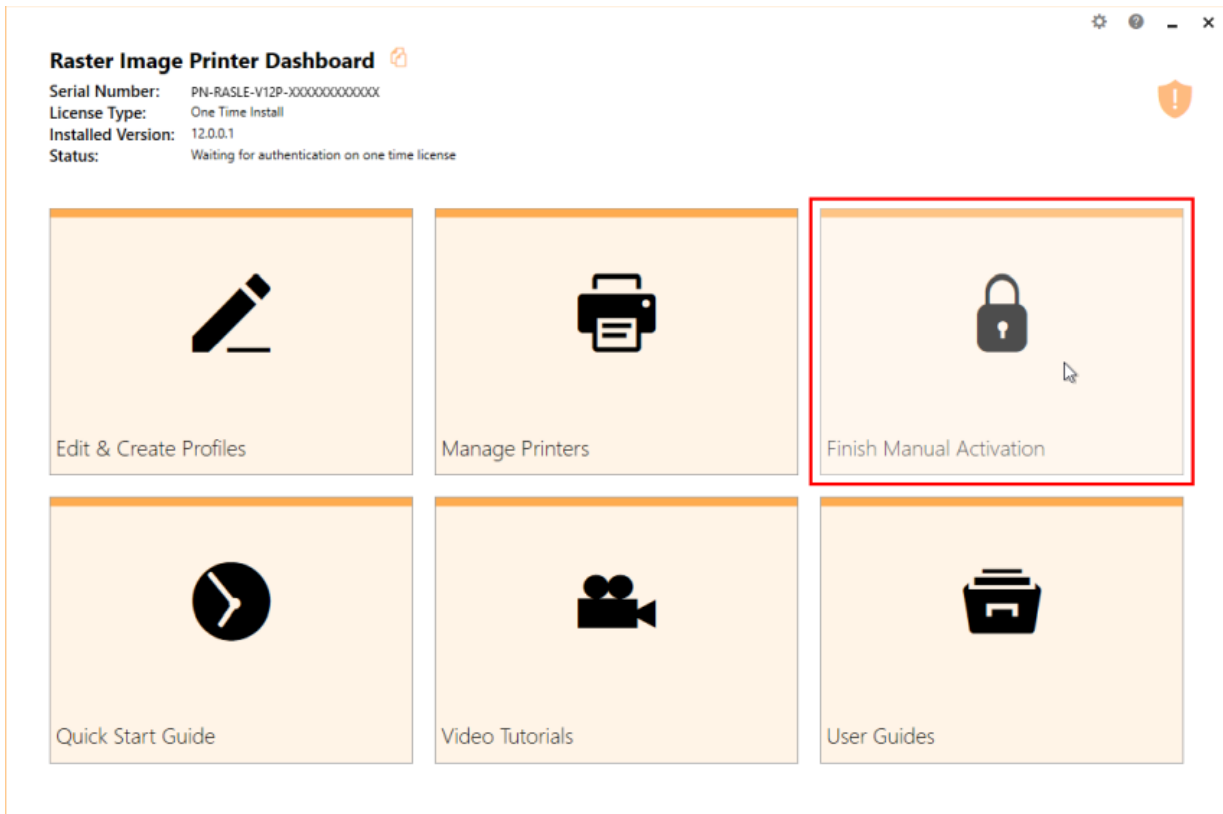 Raster Image Printer Dashboard
Serial Number: PN-RASLE-V12P-XXXXXXXXXXXX
License Type: One Time Install
Installed Version: 12.0.0.1
Status: Waiting for authentication on one time license
Edit & Create Profiles
Manage Printers
Finish Manual Activation
Quick Start Guide
Video Tutorials
User Guides